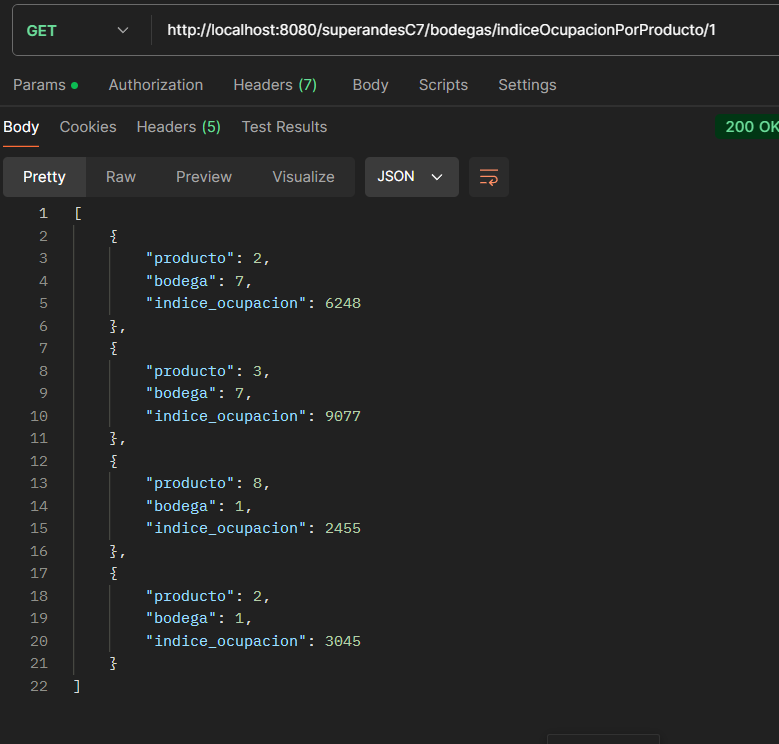 GET http://localhost:8080/superandesC7/bodegas/indiceOcupacionPorProducto/1
Params Authorization Headers (7) Body Scripts Settings
Body Cookies Headers (5) Test Results 200 OK
Pretty Raw Preview Visualize JSON
1 [
2 {
3 "producto": 2,
4 "bodega": 7,
5 "indice_ocupacion": 6248
6 },
7 {
8 "producto": 3,
9 "bodega": 7,
10 "indice_ocupacion": 9077
11 },
12 {
13 "producto": 8,
14 "bodega": 1,
15 "indice_ocupacion": 2455
16 },
17 {
18 "producto": 2,
19 "bodega": 1,
20 "indice_ocupacion": 3045
21 }
22 ]